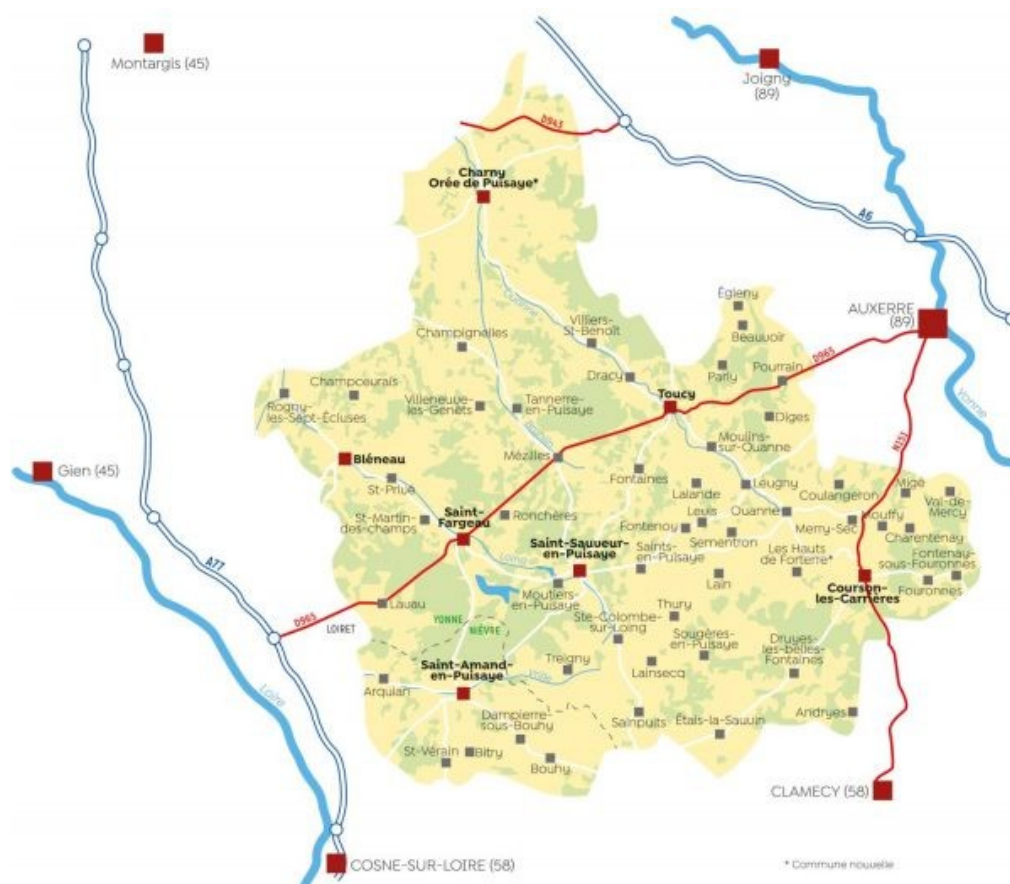 Montargis (45)
Joigny
(89)
D943
Charny
Orée de Puisaye*
A6
Ouanne
Égleny
AUXERRE
(89)
Villiers-
St-Benoît
Beauvoir
Champignelles
D965
Parly
Pourrain
Dracy
Champcevrais
Toucy
Yonne
Rogny-
les-Sept-Écluses
Villeneuve-
les-Genêts
Tannerre-
en-Puisaye
Diges
N151
Moulins-
sur-Ouanne
Bléneau
Mézilles
Gien (45)
Fontaines
St-Privé
Lalande
Leugny
Coulangeron
Migé
Val-de-
Mercy
St-Martin-
des-champs
Saint-
Fargeau
Ronchères
Fontenoy
Levis
Ouanne
Merry-Sec
Mouffy
Charentenay
A77
Sementron
Saint-Sauveur-
en-Puisaye
Saints-
en-Puisaye
Les Hauts
de Forterre*
Fontenay-
sous-Fouronnes
Loing
Lain
Moutiers-
en-Puisaye
Courson-
les-Carrières
Fouronnes
Lavau
D965
LOIRET
YONNE
NIÈVRE
Ste-Colombe-
sur-Loing
Thury
Sougères-
en-Puisaye
Druyes-
les-belles-
Fontaines
Saint-Amand-
en-Puisaye
Treigny
Lainsecq
Vrille
Arquian
Loire
Dampierre-
sous-Bouhy
Sainpuits
Étais-la-Sauvin
Andryes
St-Vérain
Bitry
Bouhy
CLAMECY (58)
COSNE-SUR-LOIRE (58)
* Commune nouvelle